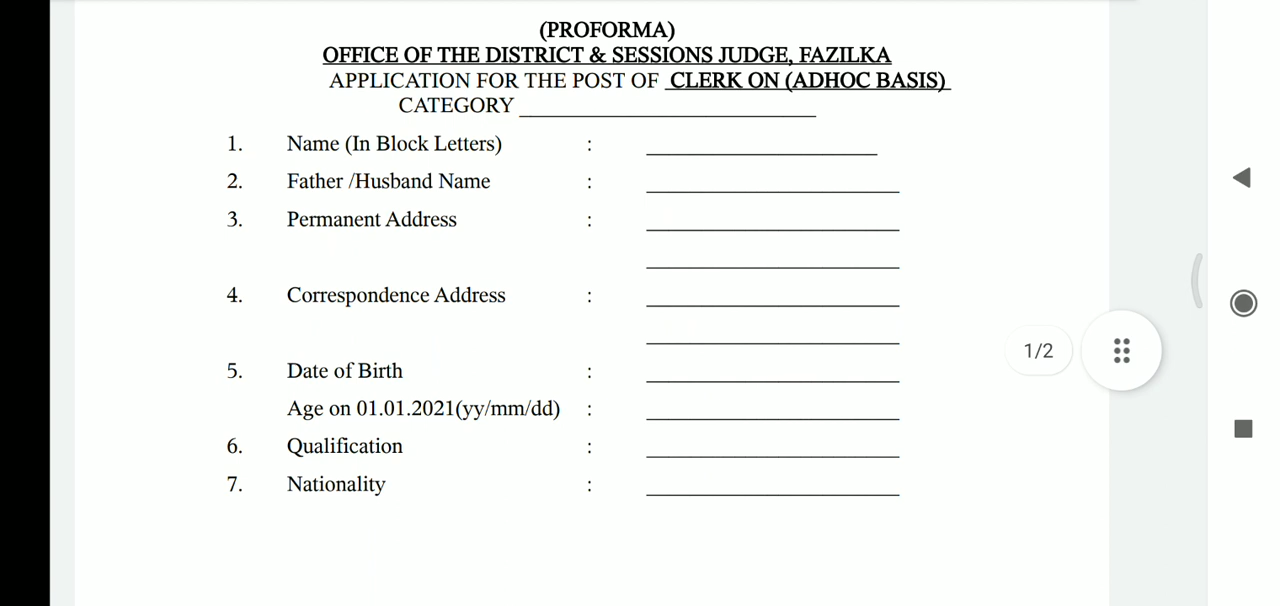 (PROFORMA)
OFFICE OF THE DISTRICT & SESSIONS JUDGE, FAZILKA
APPLICATION FOR THE POST OF CLERK ON (ADHOC BASIS)
CATEGORY
1. Name (In Block Letters) :
2. Father /Husband Name :
3. Permanent Address :
4. Correspondence Address :
5. Date of Birth :
Age on 01.01.2021(yy/mm/dd) :
6. Qualification :
7. Nationality :
1/2